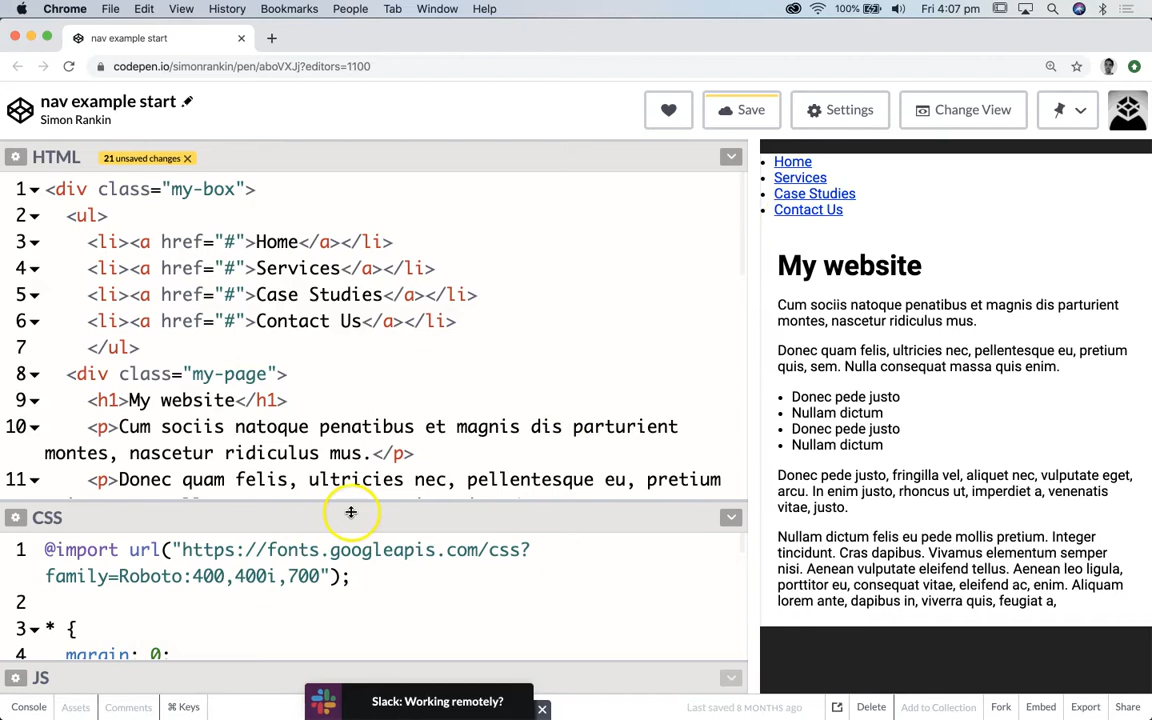 Chrome File Edit View History Bookmarks People Tab Window Help 100% Fri 4:07 pm
nav example start
codepen.io/simonrankin/pen/aboVXJj?editors=1100
nav example start
Simon Rankin
Save Settings Change View
HTML 21 unsaved changes X
1 <div class="my-box">
2 <ul>
3 <li><a href="#">Home</a></li>
4 <li><a href="#">Services</a></li>
5 <li><a href="#">Case Studies</a></li>
6 <li><a href="#">Contact Us</a></li>
7 </ul>
8 <div class="my-page">
9 <h1>My website</h1>
10 <p>Cum sociis natoque penatibus et magnis dis parturient
montes, nascetur ridiculus mus.</p>
11 <p>Donec quam felis, ultricies nec, pellentesque eu, pretium
CSS
1 @import url("https://fonts.googleapis.com/css?
family=Roboto:400,400i,700");
2
3 * {
4 margin: 0;
JS
• Home
• Services
• Case Studies
• Contact Us
My website
Cum sociis natoque penatibus et magnis dis parturient
montes, nascetur ridiculus mus.
Donec quam felis, ultricies nec, pellentesque eu, pretium
quis, sem. Nulla consequat massa quis enim.
• Donec pede justo
• Nullam dictum
• Donec pede justo
• Nullam dictum
Donec pede justo, fringilla vel, aliquet nec, vulputate eget,
arcu. In enim justo, rhoncus ut, imperdiet a, venenatis
vitae, justo.
Nullam dictum felis eu pede mollis pretium. Integer
tincidunt. Cras dapibus. Vivamus elementum semper
nisi. Aenean vulputate eleifend tellus. Aenean leo ligula,
porttitor eu, consequat vitae, eleifend ac, enim. Aliquam
lorem ante, dapibus in, viverra quis, feugiat a,
Slack: Working remotely?
Console Assets Comments ⌘ Keys Last saved 8 MONTHS AGO Delete Add to Collection Fork Embed Export Share